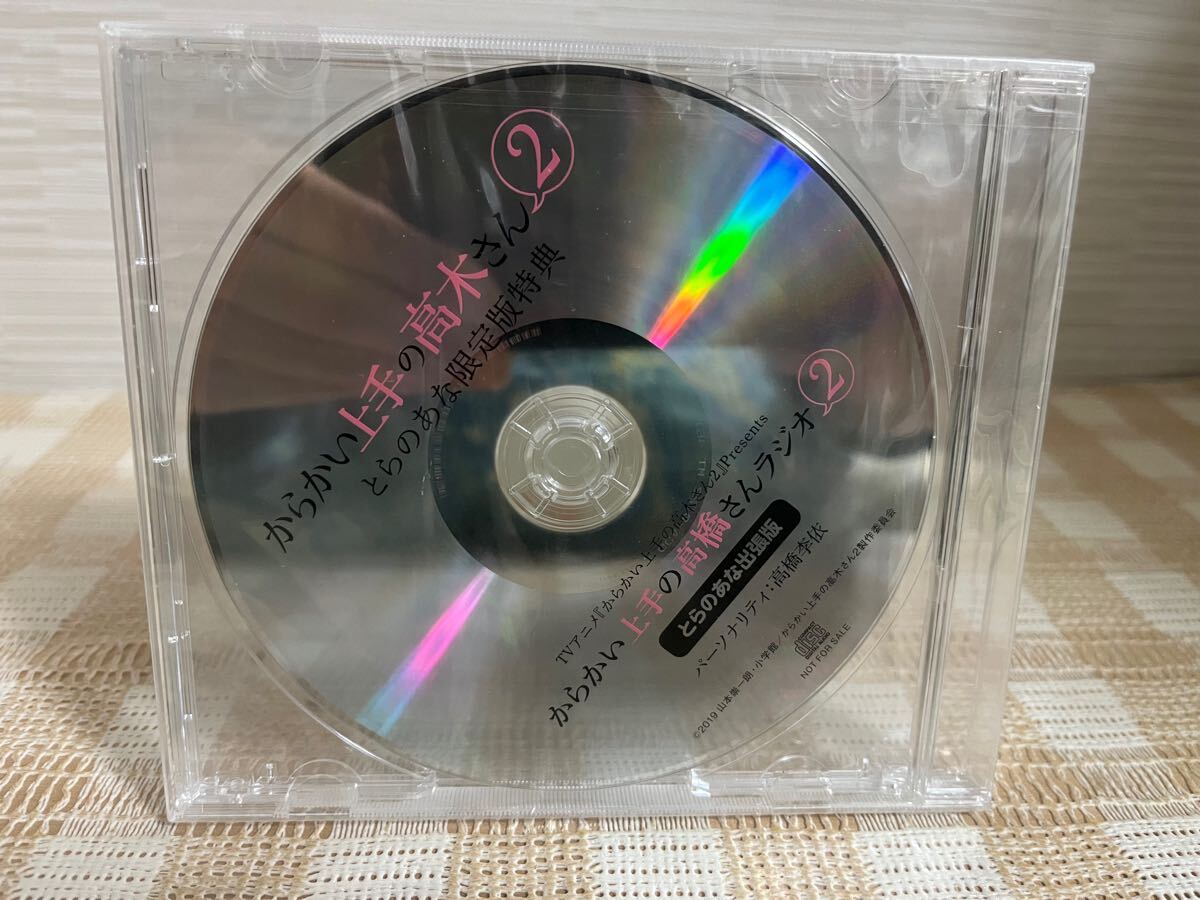 からかい上手の高木さん2
とらのあな限定版特典
TVアニメ『からかい上手の高木さん2』Presents
からかい上手の高橋さんラジオ2
とらのあな出張版
パーソナリティ:高橋李依
©2019 山本崇一朗・小学館/からかい上手の高木さん2製作委員会
COMPACT
disc
DIGITAL AUDIO
NOT FOR SALE